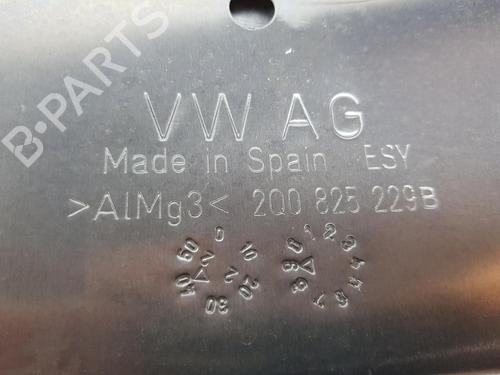 B-PARTS
VW AG
Made in Spain ESY
>AlMg3< 2Q0 825 229B